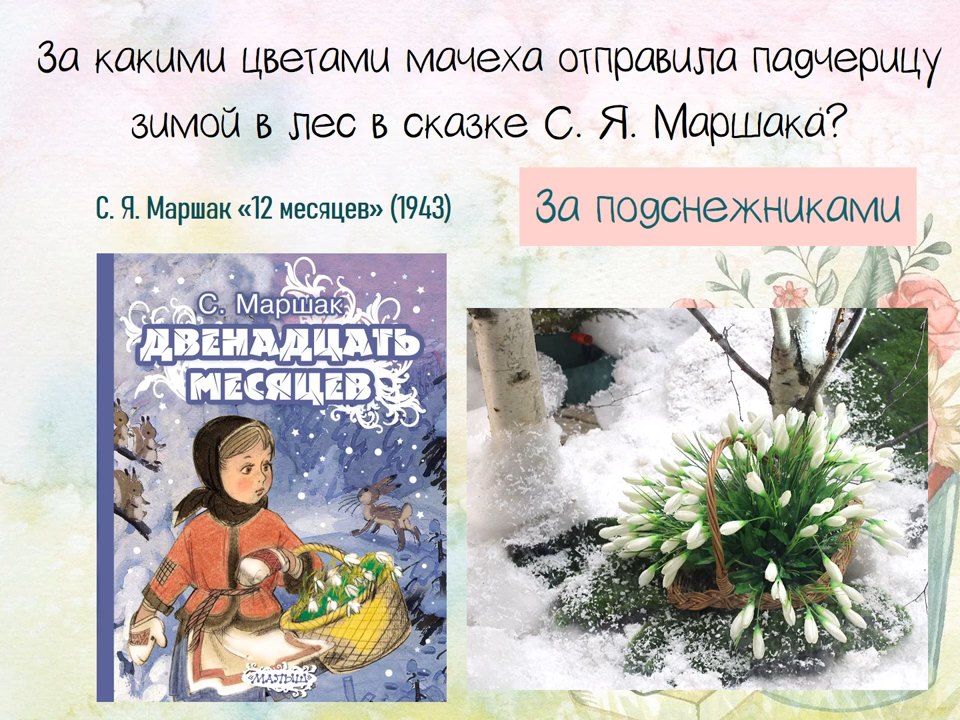 За какими цветами мачеха отправила падчерицу
зимой в лес в сказке С. Я. Маршака?
С. Я. Маршак «12 месяцев» (1943)
За подснежниками
С. Маршак
ДВЕНАДЦАТЬ
МЕСЯЦЕВ
МАЛЫШ